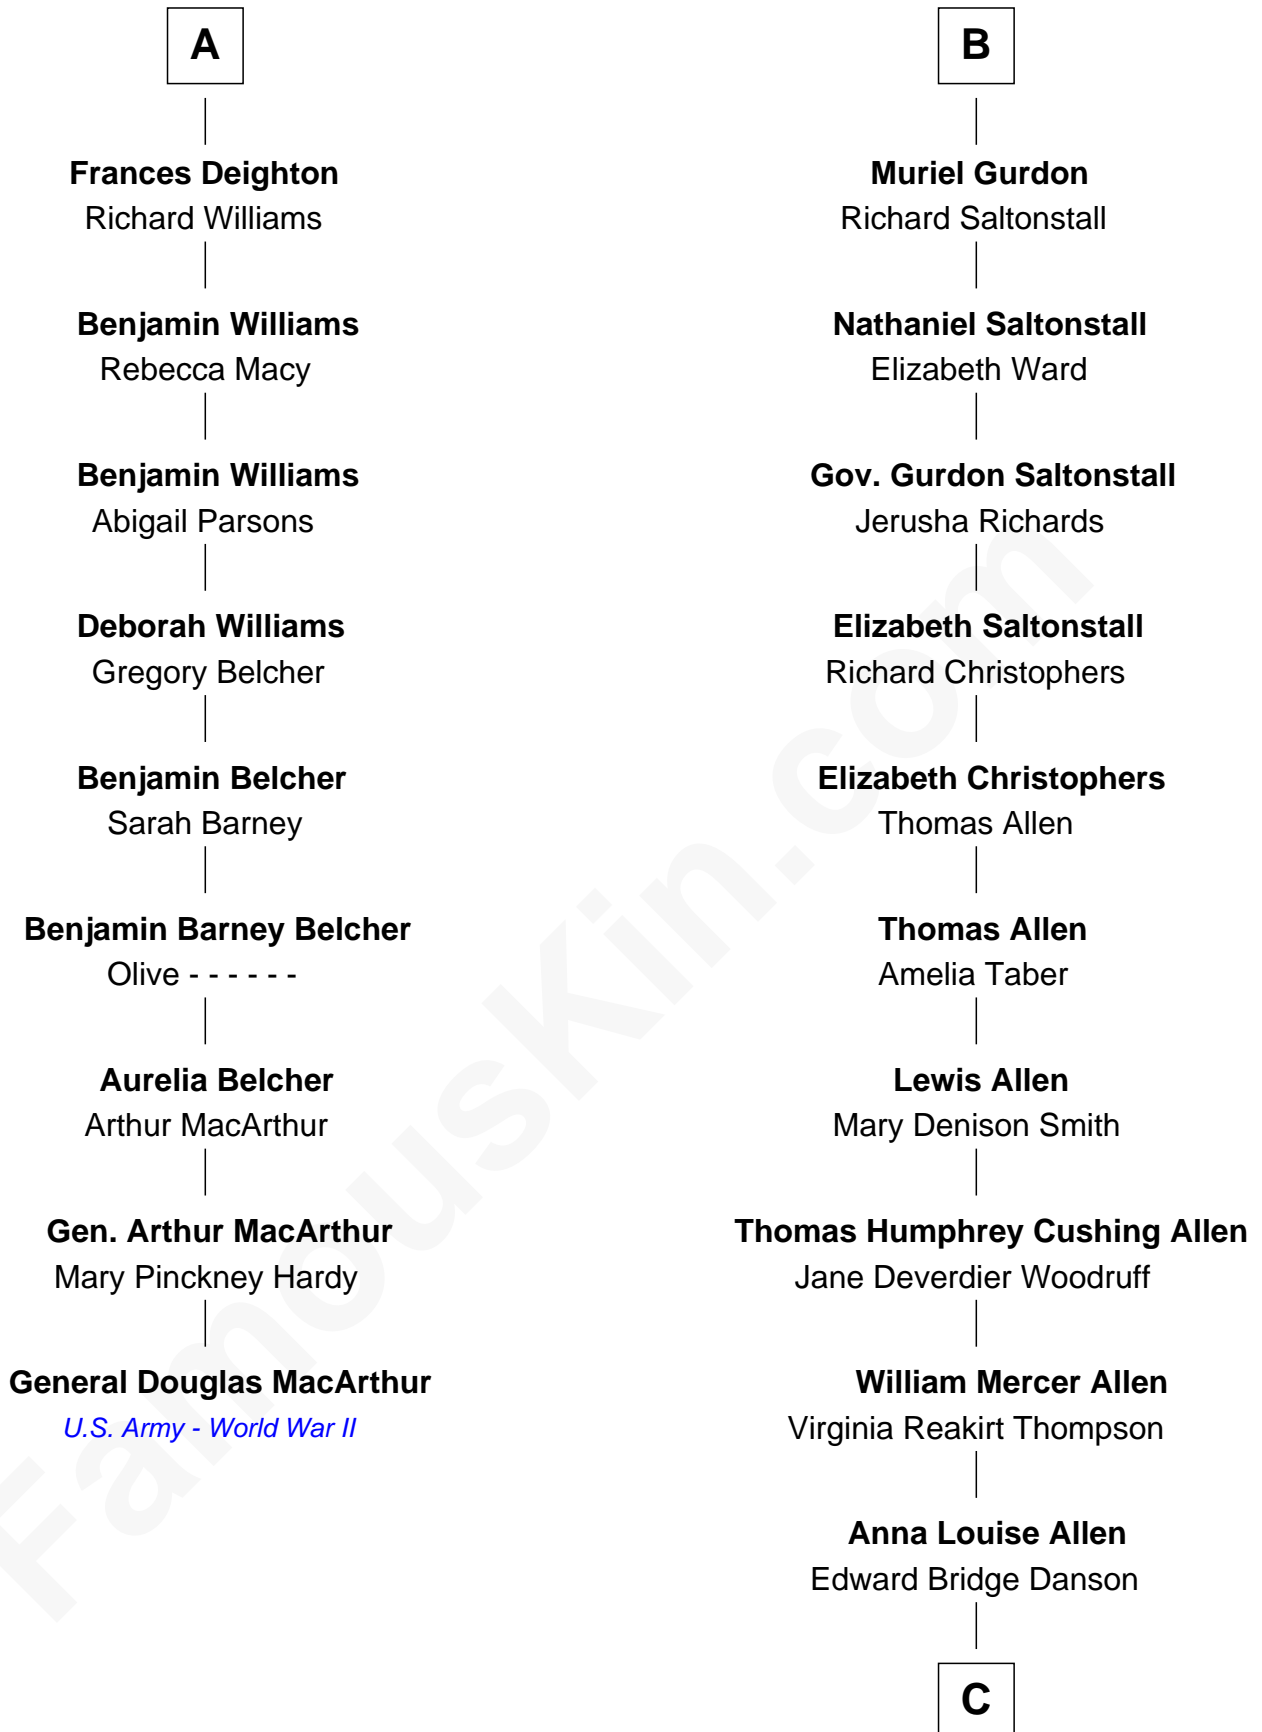 A
Frances Deighton
Richard Williams
Benjamin Williams
Rebecca Macy
Benjamin Williams
Abigail Parsons
Deborah Williams
Gregory Belcher
Benjamin Belcher
Sarah Barney
Benjamin Barney Belcher
Olive - - - - - -
Aurelia Belcher
Arthur MacArthur
Gen. Arthur MacArthur
Mary Pinckney Hardy
General Douglas MacArthur
U.S. Army - World War II
B
Muriel Gurdon
Richard Saltonstall
Nathaniel Saltonstall
Elizabeth Ward
Gov. Gurdon Saltonstall
Jerusha Richards
Elizabeth Saltonstall
Richard Christophers
Elizabeth Christophers
Thomas Allen
Thomas Allen
Amelia Taber
Lewis Allen
Mary Denison Smith
Thomas Humphrey Cushing Allen
Jane Deverdier Woodruff
William Mercer Allen
Virginia Reakirt Thompson
Anna Louise Allen
Edward Bridge Danson
C
FamousKin.com